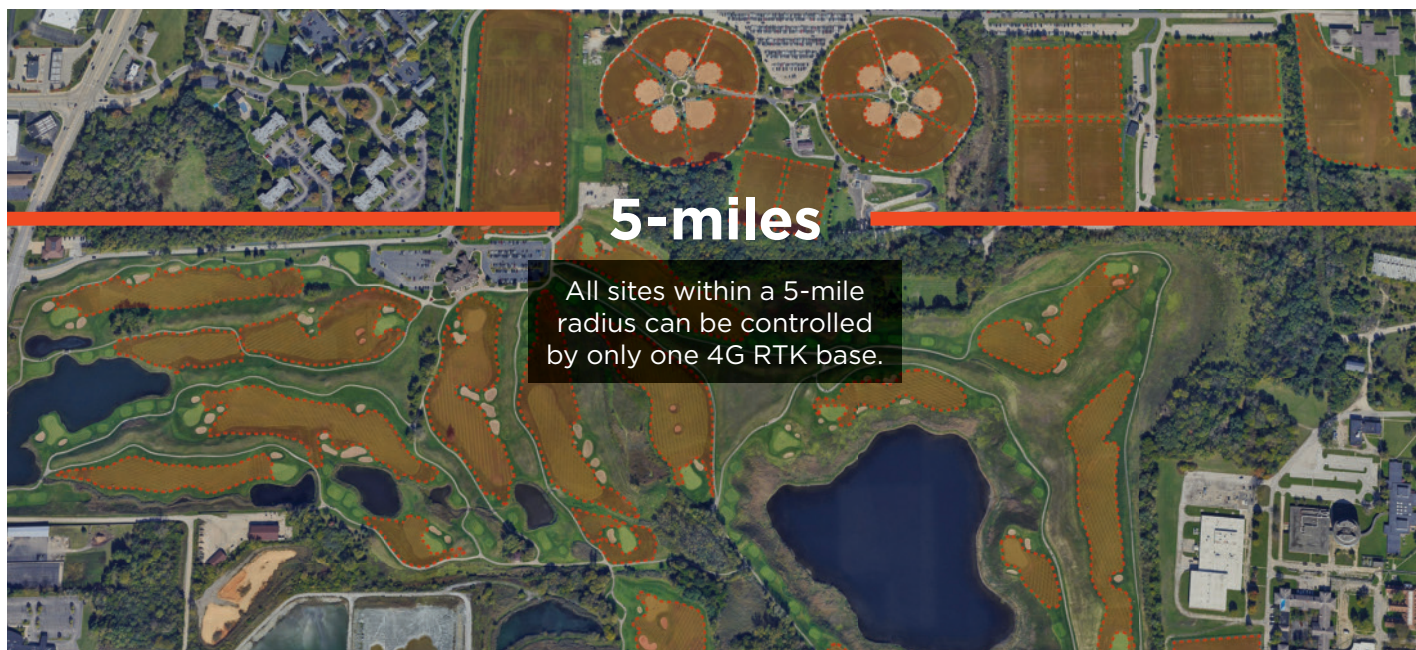 5-miles
All sites within a 5-mile
radius can be controlled
by only one 4G RTK base.